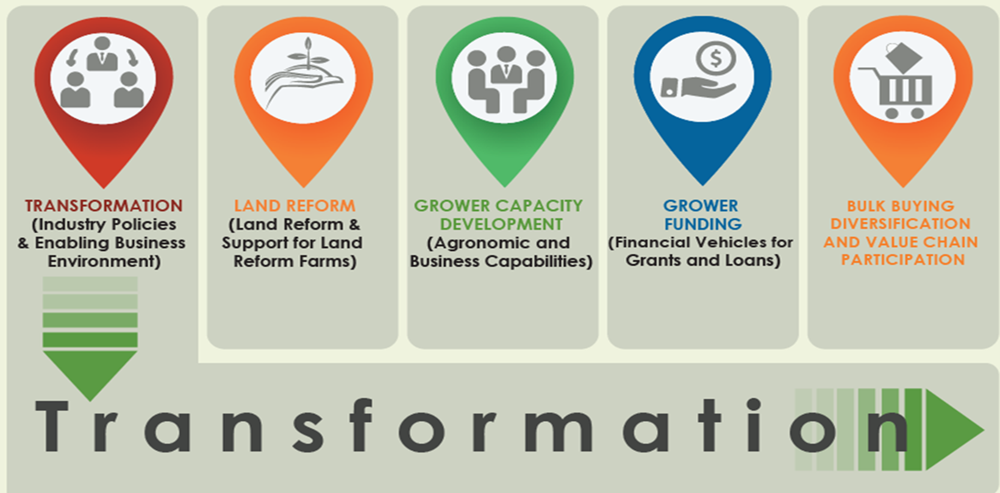 TRANSFORMATION
(Industry Policies
& Enabling Business
Environment)
LAND REFORM
(Land Reform &
Support for Land
Reform Farms)
GROWER CAPACITY
DEVELOPMENT
(Agronomic and
Business Capabilities)
GROWER
FUNDING
(Financial Vehicles for
Grants and Loans)
BULK BUYING
DIVERSIFICATION
AND VALUE CHAIN
PARTICIPATION
$
Transformation